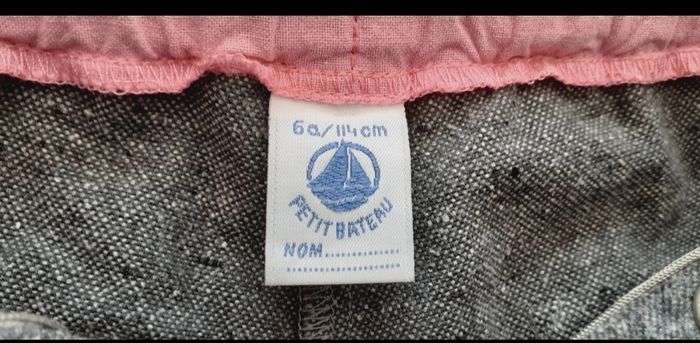 6a/114cm
PETIT BATEAU
NOM..................
..........................